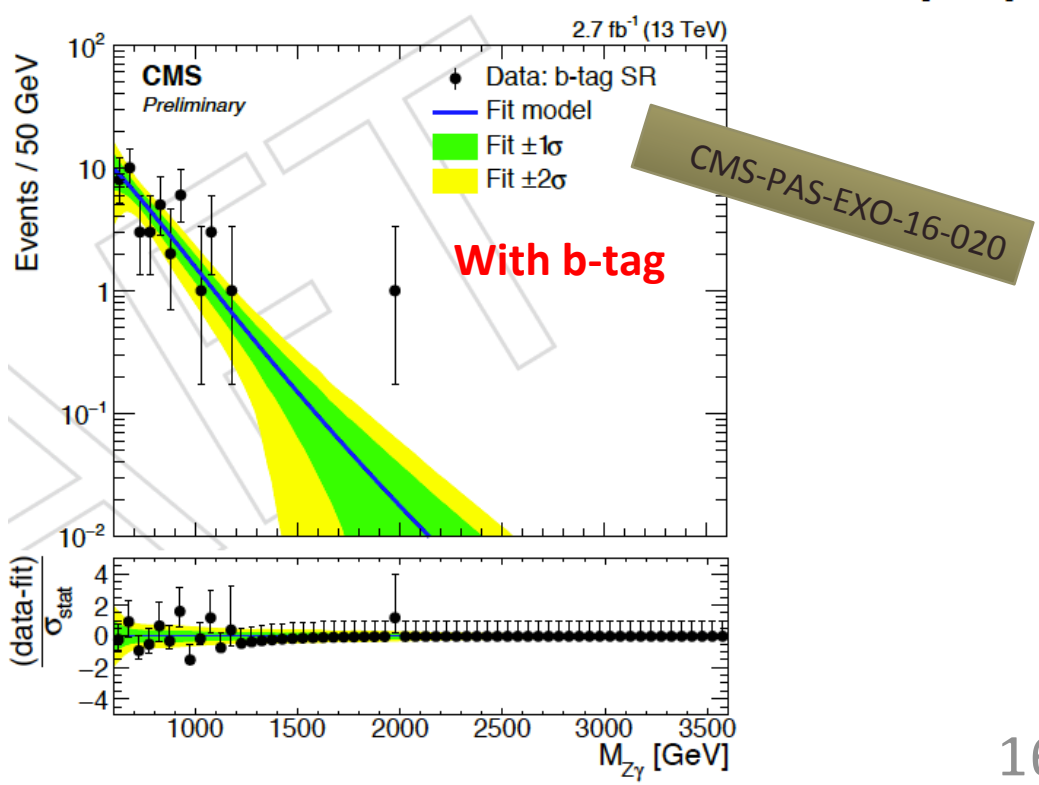 2.7 fb⁻¹ (13 TeV)
CMS
Preliminary
Data: b-tag SR
Fit model
Fit ±1σ
Fit ±2σ
CMS-PAS-EXO-16-020
With b-tag
Events / 50 GeV
10²
10
1
10⁻¹
10⁻²
(data-fit)
σstat
4
2
0
−2
−4
1000 1500 2000 2500 3000 3500
M_Zγ [GeV]
16